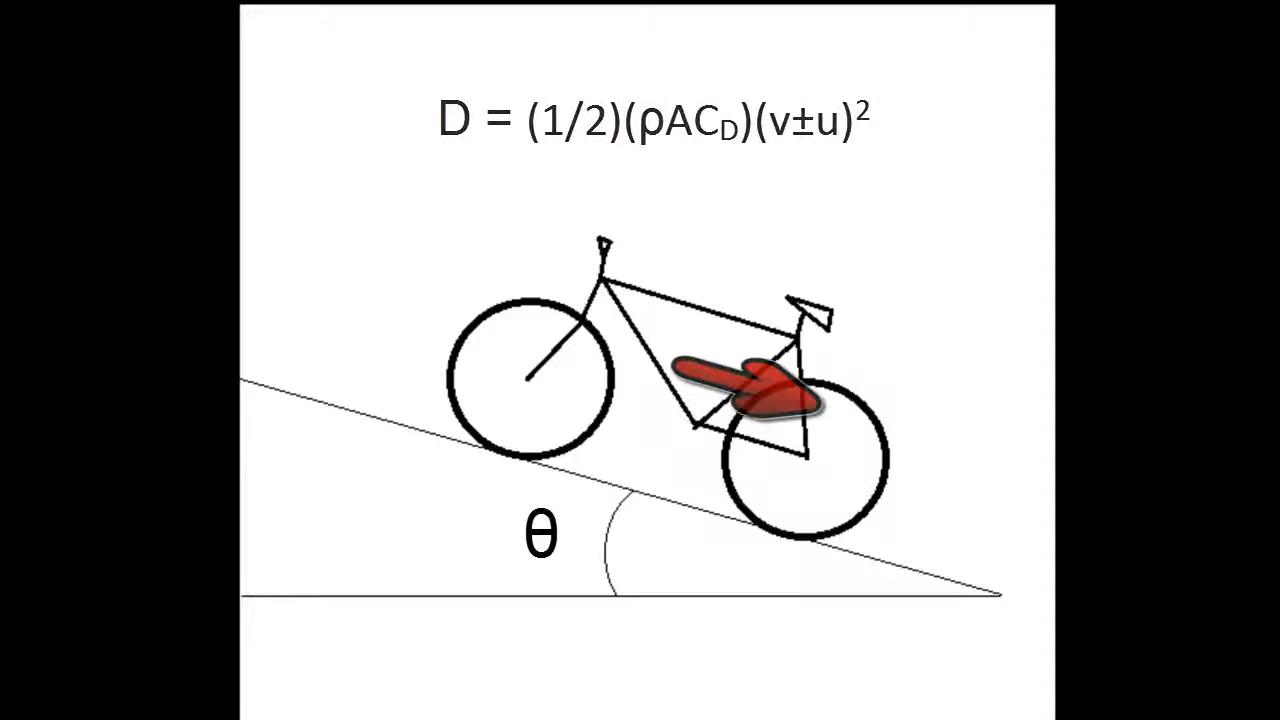 D = (1/2)(ρAC_D)(v±u)²
θ